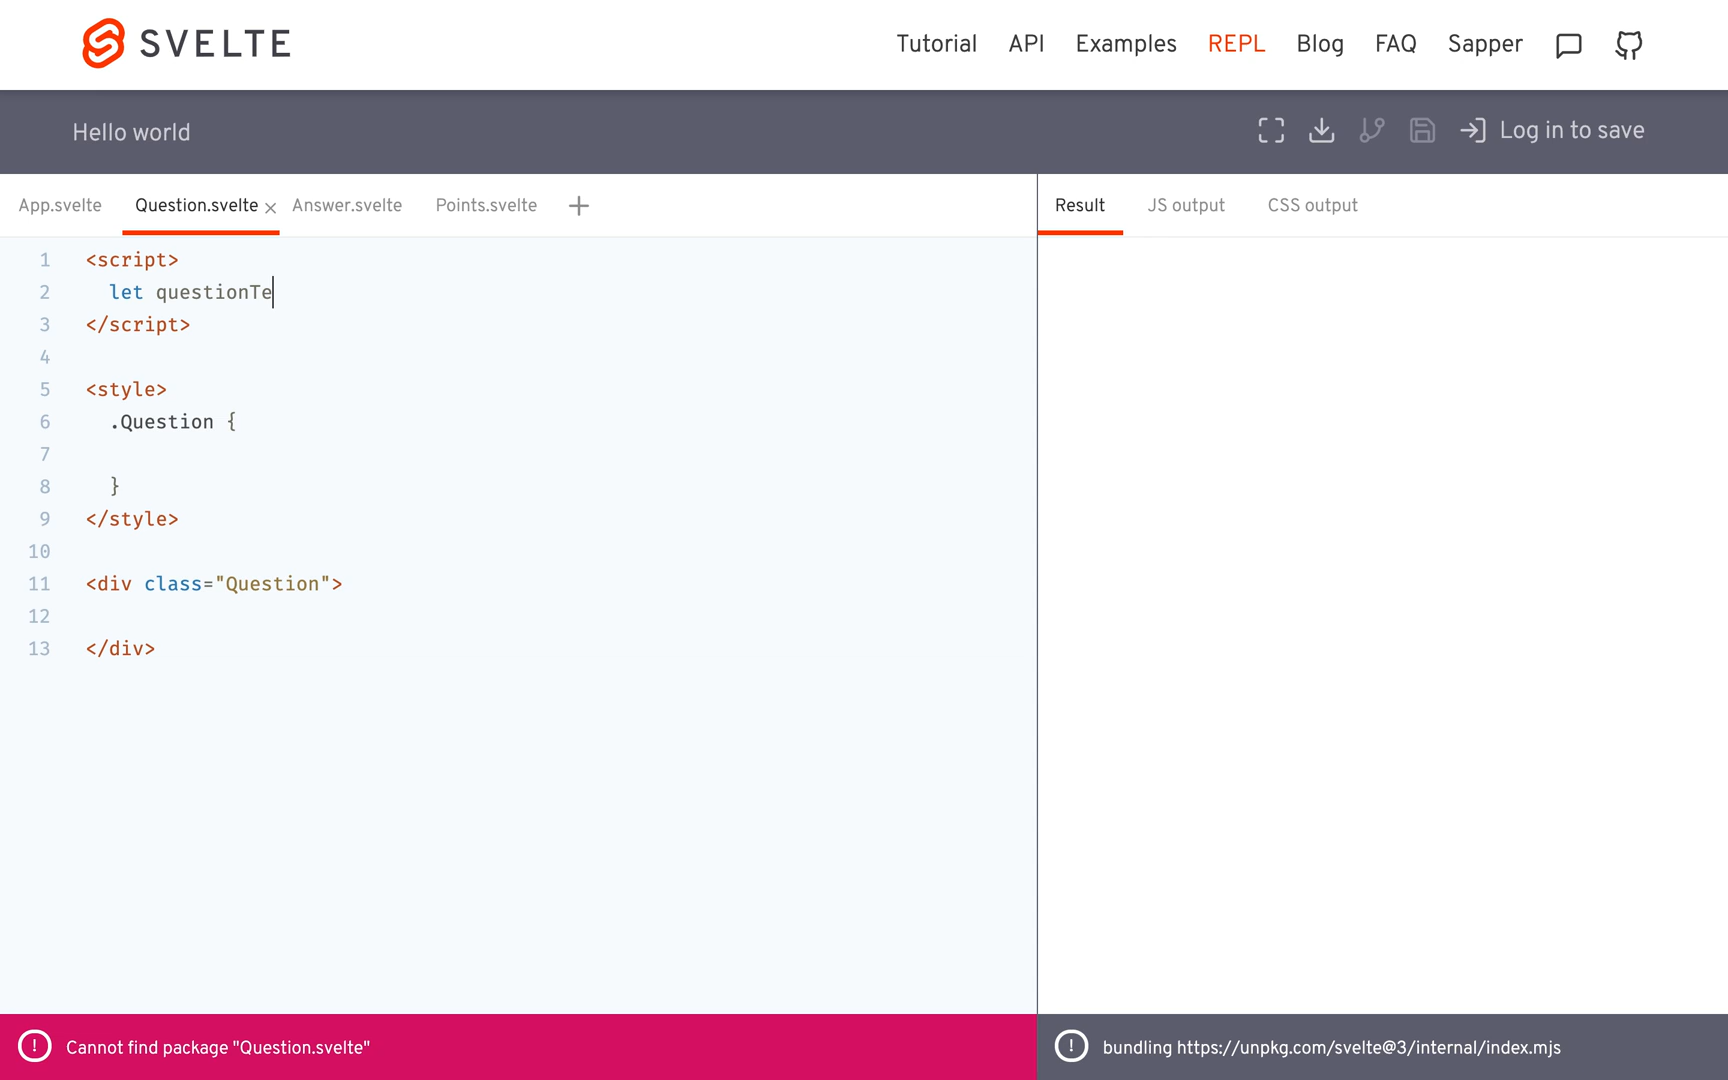 SVELTE
Tutorial API Examples REPL Blog FAQ Sapper
Hello world
Log in to save
App.svelte Question.svelte Answer.svelte Points.svelte
Result JS output CSS output
1 <script>
2 let questionTe
3 </script>
4
5 <style>
6 .Question {
7
8 }
9 </style>
10
11 <div class="Question">
12
13 </div>
Cannot find package "Question.svelte"
bundling https://unpkg.com/svelte@3/internal/index.mjs